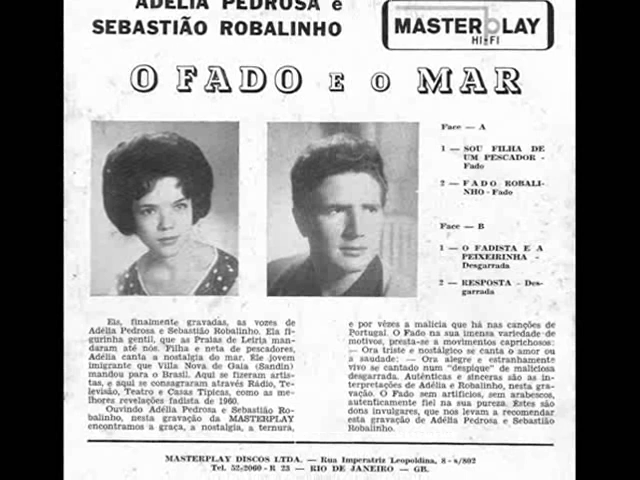 ADÉLIA PEDROSA e
SEBASTIÃO ROBALINHO
MASTERPLAY
HI-FI
O FADO E O MAR
Face — A
1 — SOU FILHA DE
UM PESCADOR -
Fado
2 — FADO ROBALI-
NHO - Fado
Face — B
1 — O FADISTA E A
PEIXEIRINHA -
Desgarrada
2 — RESPOSTA - Des-
garrada
Eis, finalmente gravadas, as vozes de
Adélia Pedrosa e Sebastião Robalinho. Ela fi-
gurinha gentil, que as Praias de Leiria man-
daram até nós. Filha e neta de pescadores,
Adélia canta a nostalgia do mar. Ele jovem
imigrante que Villa Nova de Gaia (Sandin)
mandou para o Brasil. Aqui se fizeram artis-
tas, e aqui se consagraram através Rádio, Te-
levisão, Teatro e Casas Típicas, como as me-
lhores revelações fadista de 1960.
Ouvindo Adélia Pedrosa e Sebastião Ro-
balinho, nesta gravação da MASTERPLAY
encontramos a graça, a nostalgia, a ternura,
e por vêzes a malícia que há nas canções de
Portugal. O Fado na sua imensa variedade de
motivos, presta-se a movimentos caprichosos:
— Ora triste e nostálgico se canta o amor ou
a saudade: — Ora alegre e estranhamente
vivo se cantado num "despique" de maliciosa
desgarrada. Autênticas e sinceras são as in-
terpretações de Adélia e Robalinho, nesta gra-
vação. O Fado sem artifícios, sem arabescos,
autenticamente fiel na sua pureza. Êstes são
dons invulgares, que nos levam a recomendar
esta gravação de Adélia Pedrosa e Sebastião
Robalinho.
MASTERPLAY DISCOS LTDA. — Rua Imperatriz Leopoldina, 8 - s/802
Tel. 52-2060 - R 25 — RIO DE JANEIRO — GB.